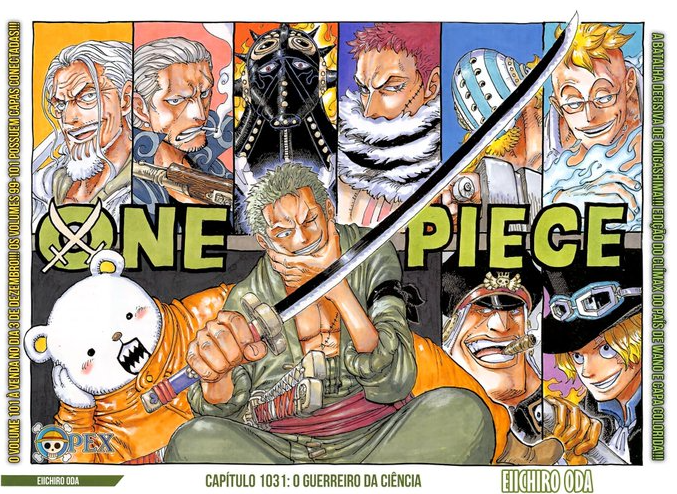 O VOLUME 101 À VENDA NO DIA 3 DE DEZEMBRO!!! OS VOLUMES 99-101 POSSUEM CAPAS CONECTADAS!!!
A BATALHA DECISIVA DE ONIGASHIMA!!! EDIÇÃO DO CLÍMAX DO PAÍS DE WANO E CAPA COLORIDA!!!
ONE PIECE
OPEX
EIICHIRO ODA
CAPÍTULO 1031: O GUERREIRO DA CIÊNCIA
EIICHIRO ODA